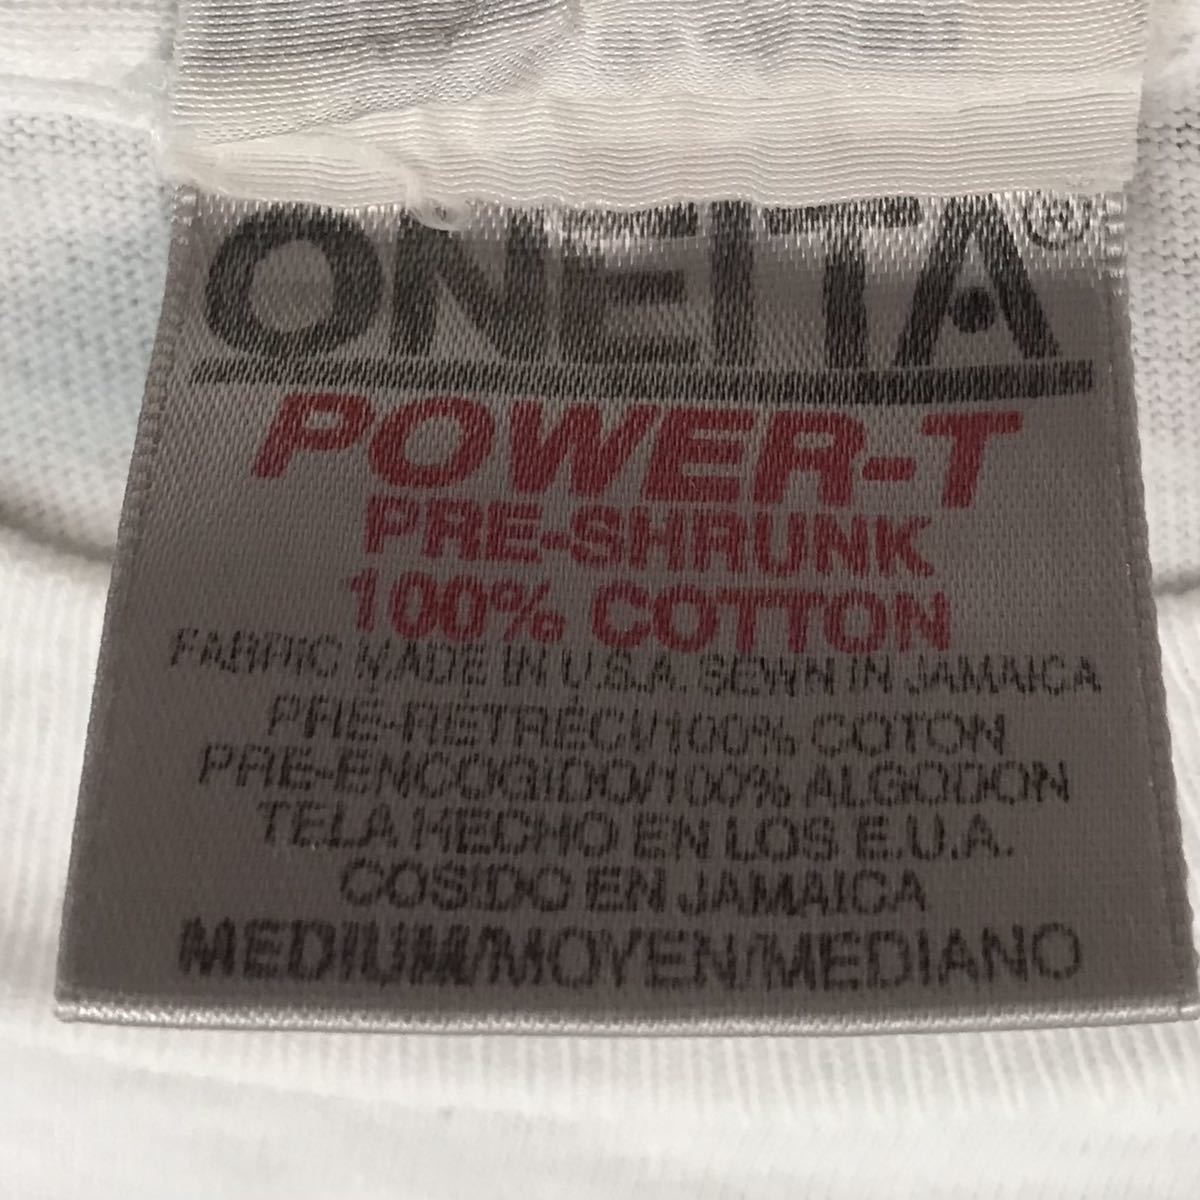 ONEITA®
POWER-T
PRE-SHRUNK
100% COTTON
FABRIC MADE IN U.S.A. SEWN IN JAMAICA
PRE-RETRÉCI/100% COTON
PRE-ENCOGIDO/100% ALGODON
TELA HECHO EN LOS E.U.A.
COSIDO EN JAMAICA
MEDIUM/MOYEN/MEDIANO